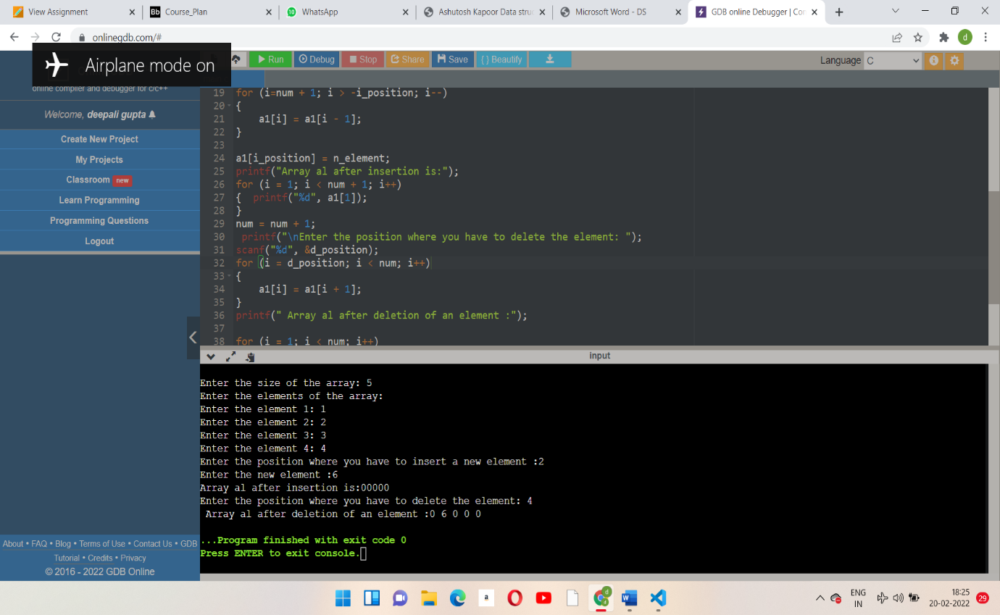 View Assignment
Bb Course_Plan
10 WhatsApp
Ashutosh Kapoor Data struc
Microsoft Word - DS
GDB online Debugger | Cor
onlinegdb.com/#
d
Airplane mode on
online compiler and debugger for c/c++
Run Debug Stop Share Save {} Beautify
Language C
Welcome, deepali gupta
Create New Project
My Projects
Classroom new
Learn Programming
Programming Questions
Logout
19 for (i=num + 1; i > -i_position; i--)
20 {
21 a1[i] = a1[i - 1];
22 }
23
24 a1[i_position] = n_element;
25 printf("Array al after insertion is:");
26 for (i = 1; i < num + 1; i++)
27 { printf("%d", a1[1]);
28 }
29 num = num + 1;
30 printf("\nEnter the position where you have to delete the element: ");
31 scanf("%d", &d_position);
32 for (i = d_position; i < num; i++)
33 {
34 a1[i] = a1[i + 1];
35 }
36 printf(" Array al after deletion of an element :");
37
38 for (i = 1; i < num; i++)
input
Enter the size of the array: 5
Enter the elements of the array:
Enter the element 1: 1
Enter the element 2: 2
Enter the element 3: 3
Enter the element 4: 4
Enter the position where you have to insert a new element :2
Enter the new element :6
Array al after insertion is:00000
Enter the position where you have to delete the element: 4
Array al after deletion of an element :0 6 0 0 0
...Program finished with exit code 0
Press ENTER to exit console.
About • FAQ • Blog • Terms of Use • Contact Us • GDB
Tutorial • Credits • Privacy
© 2016 - 2022 GDB Online
a
d
d
W
ENG
IN
18:25
20-02-2022
29